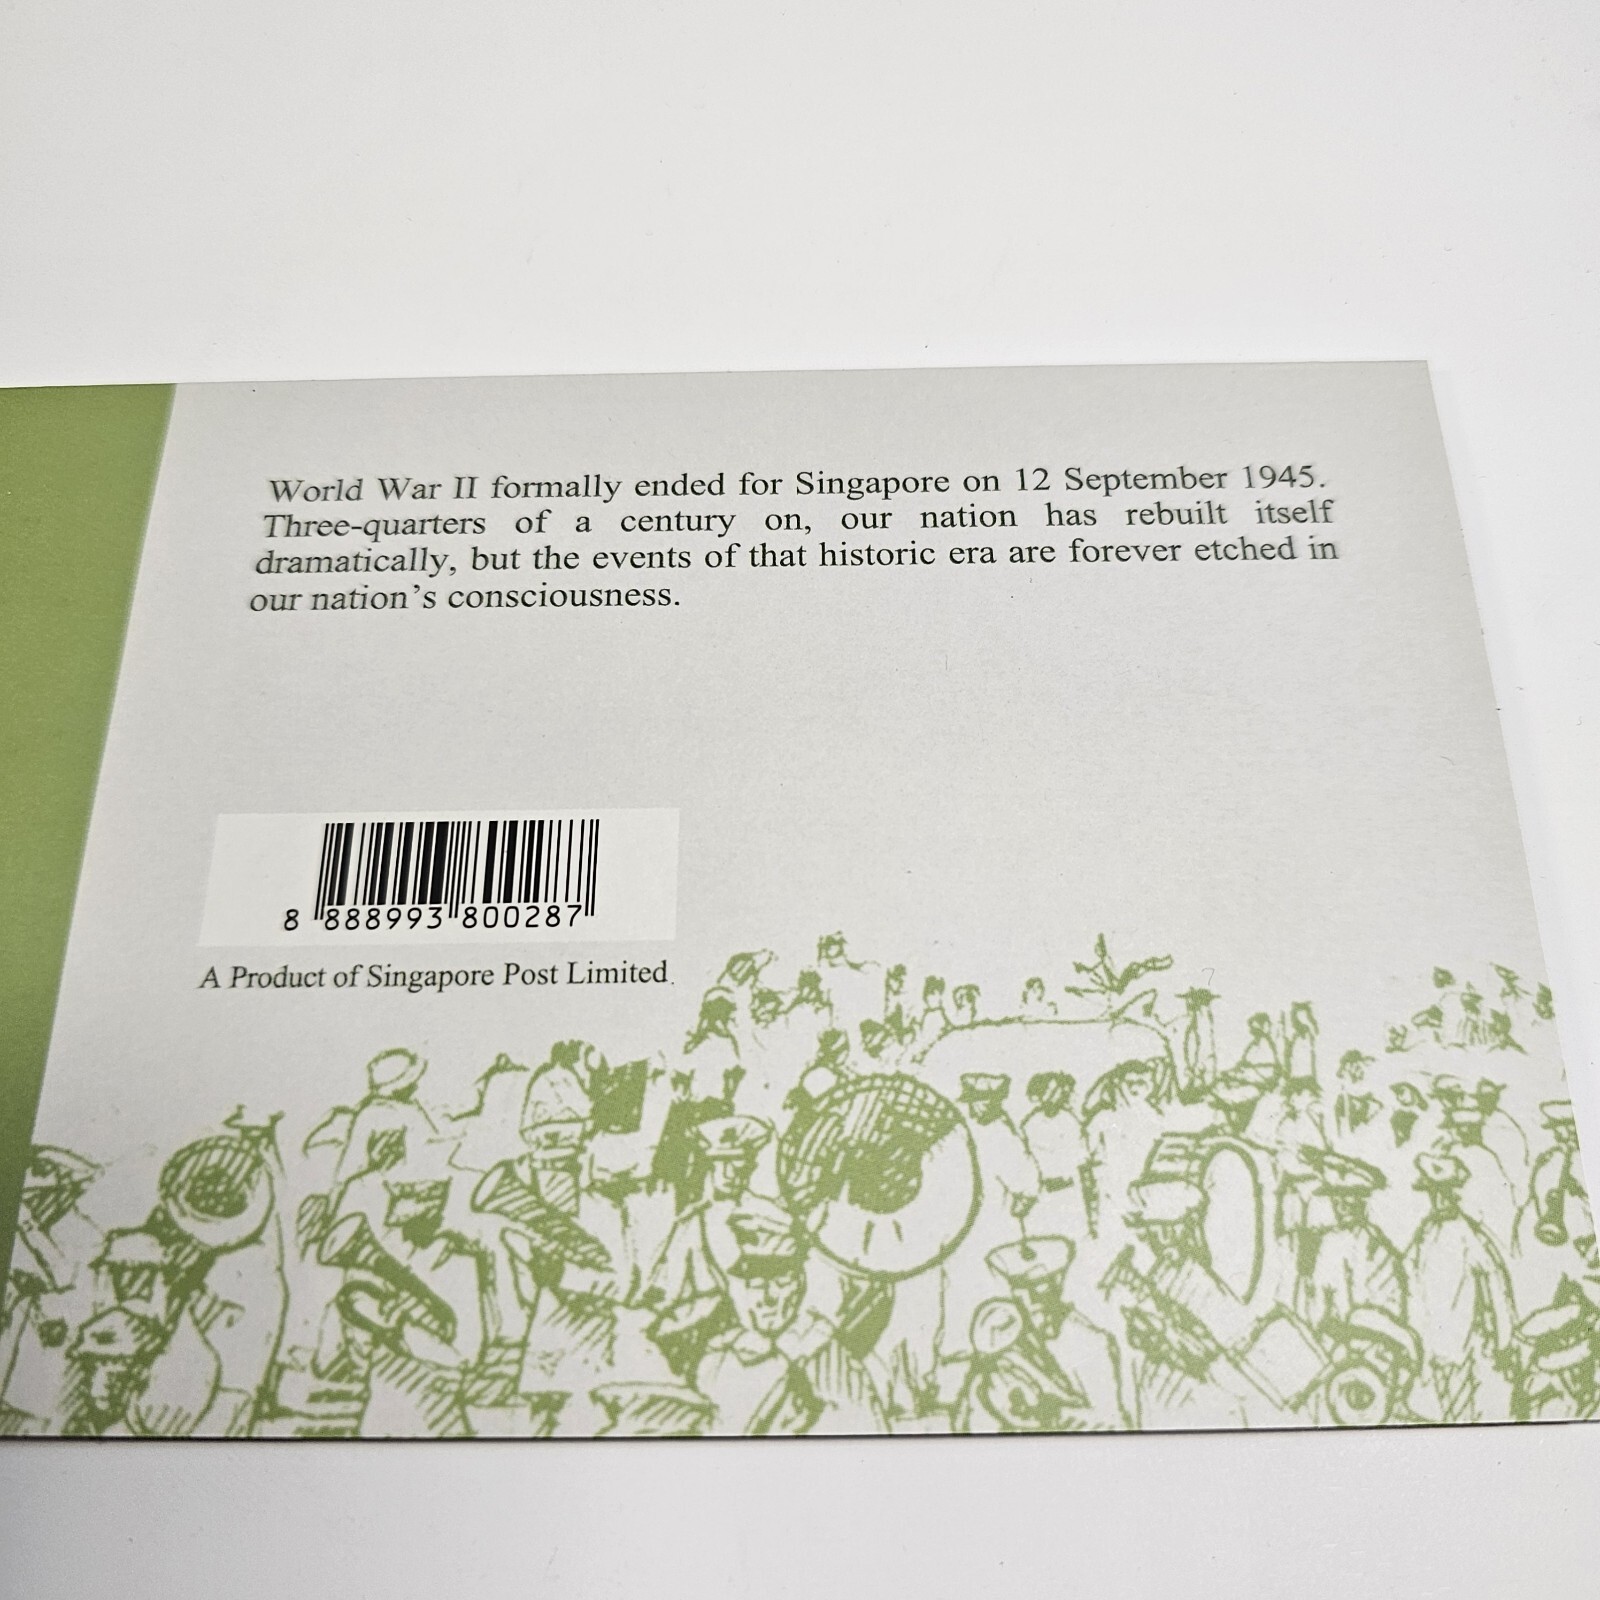 World War II formally ended for Singapore on 12 September 1945.
Three-quarters of a century on, our nation has rebuilt itself
dramatically, but the events of that historic era are forever etched in
our nation's consciousness.
8 888993 800287
A Product of Singapore Post Limited.